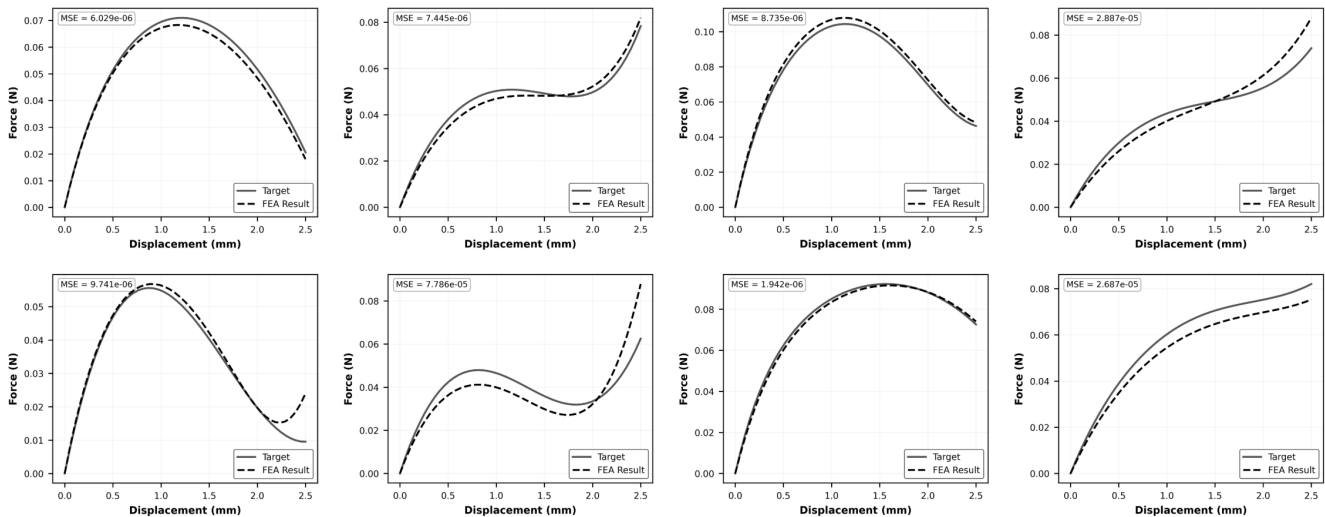 MSE = 6.029e-06
0.07
0.06
0.05
0.04
0.03
0.02
0.01
0.00
Force (N)
Target
FEA Result
0.0 0.5 1.0 1.5 2.0 2.5
Displacement (mm)
MSE = 7.445e-06
0.08
0.06
0.04
0.02
0.00
Force (N)
Target
FEA Result
0.0 0.5 1.0 1.5 2.0 2.5
Displacement (mm)
MSE = 8.735e-06
0.10
0.08
0.06
0.04
0.02
0.00
Force (N)
Target
FEA Result
0.0 0.5 1.0 1.5 2.0 2.5
Displacement (mm)
MSE = 2.887e-05
0.08
0.06
0.04
0.02
0.00
Force (N)
Target
FEA Result
0.0 0.5 1.0 1.5 2.0 2.5
Displacement (mm)
MSE = 9.741e-06
0.05
0.04
0.03
0.02
0.01
0.00
Force (N)
Target
FEA Result
0.0 0.5 1.0 1.5 2.0 2.5
Displacement (mm)
MSE = 7.786e-05
0.08
0.06
0.04
0.02
0.00
Force (N)
Target
FEA Result
0.0 0.5 1.0 1.5 2.0 2.5
Displacement (mm)
MSE = 1.942e-06
0.08
0.06
0.04
0.02
0.00
Force (N)
Target
FEA Result
0.0 0.5 1.0 1.5 2.0 2.5
Displacement (mm)
MSE = 2.687e-05
0.08
0.06
0.04
0.02
0.00
Force (N)
Target
FEA Result
0.0 0.5 1.0 1.5 2.0 2.5
Displacement (mm)